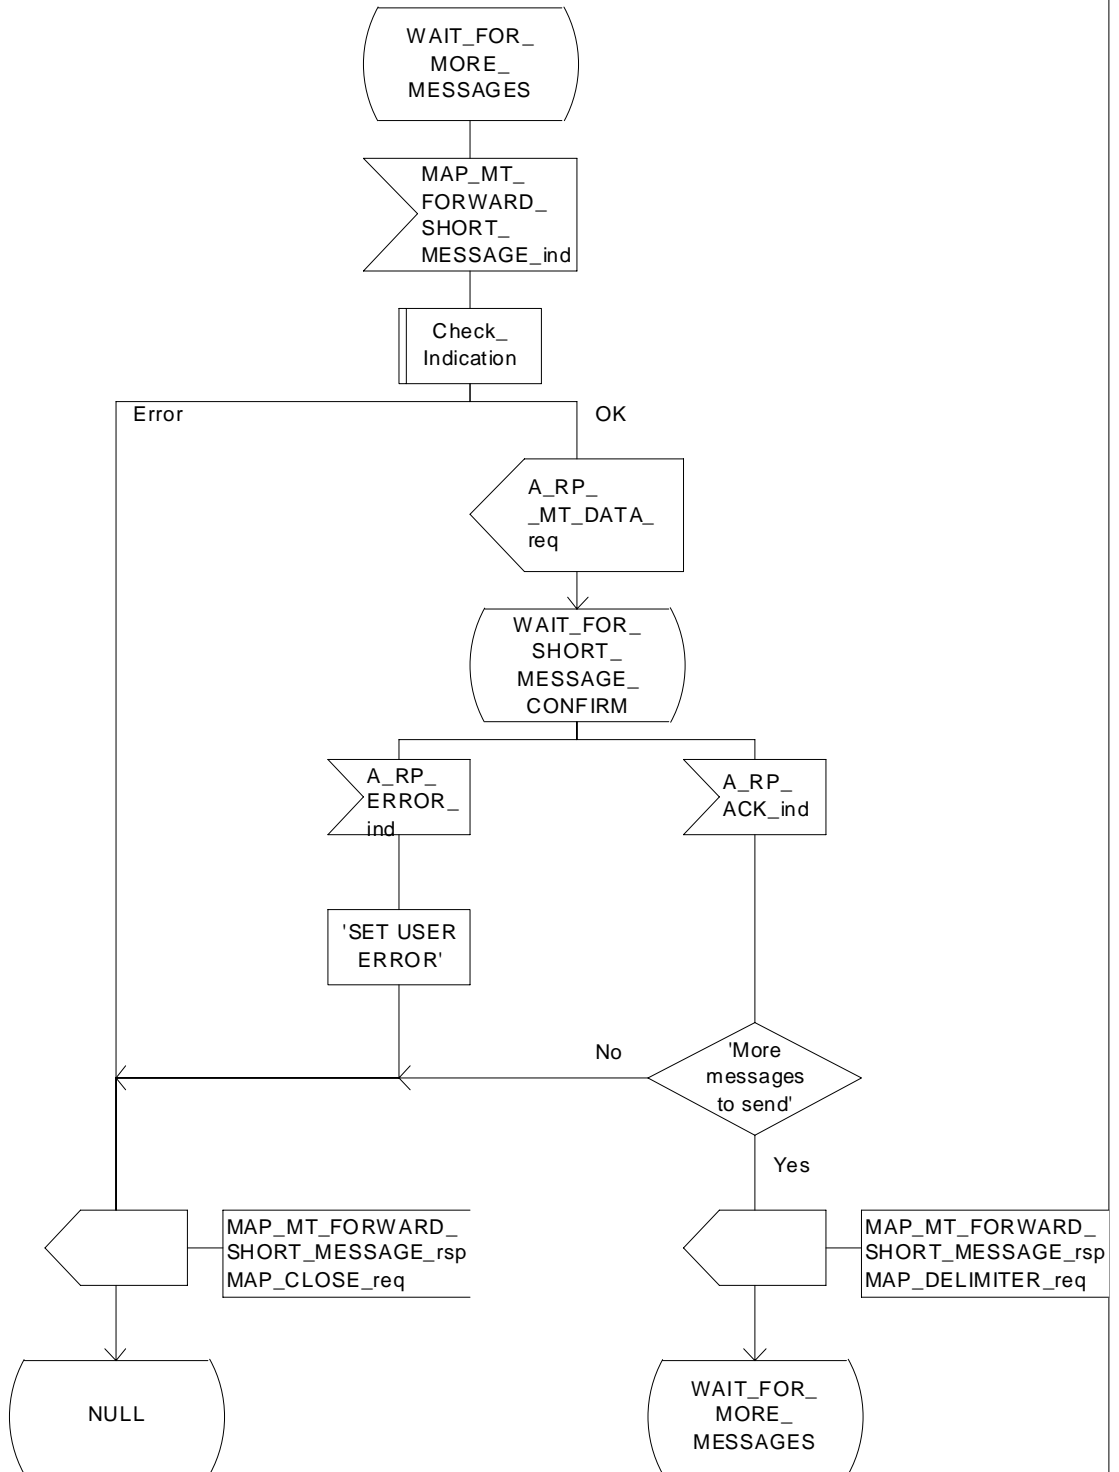 WAIT_FOR_
MORE_
MESSAGES
MAP_MT_
FORWARD_
SHORT_
MESSAGE_ind
Check_
Indication
Error
OK
A_RP_
_MT_DATA_
req
WAIT_FOR_
SHORT_
MESSAGE_
CONFIRM
A_RP_
ERROR_
ind
A_RP_
ACK_ind
'SET USER
ERROR'
No
'More
messages
to send'
Yes
MAP_MT_FORWARD_
SHORT_MESSAGE_rsp
MAP_CLOSE_req
MAP_MT_FORWARD_
SHORT_MESSAGE_rsp
MAP_DELIMITER_req
NULL
WAIT_FOR_
MORE_
MESSAGES